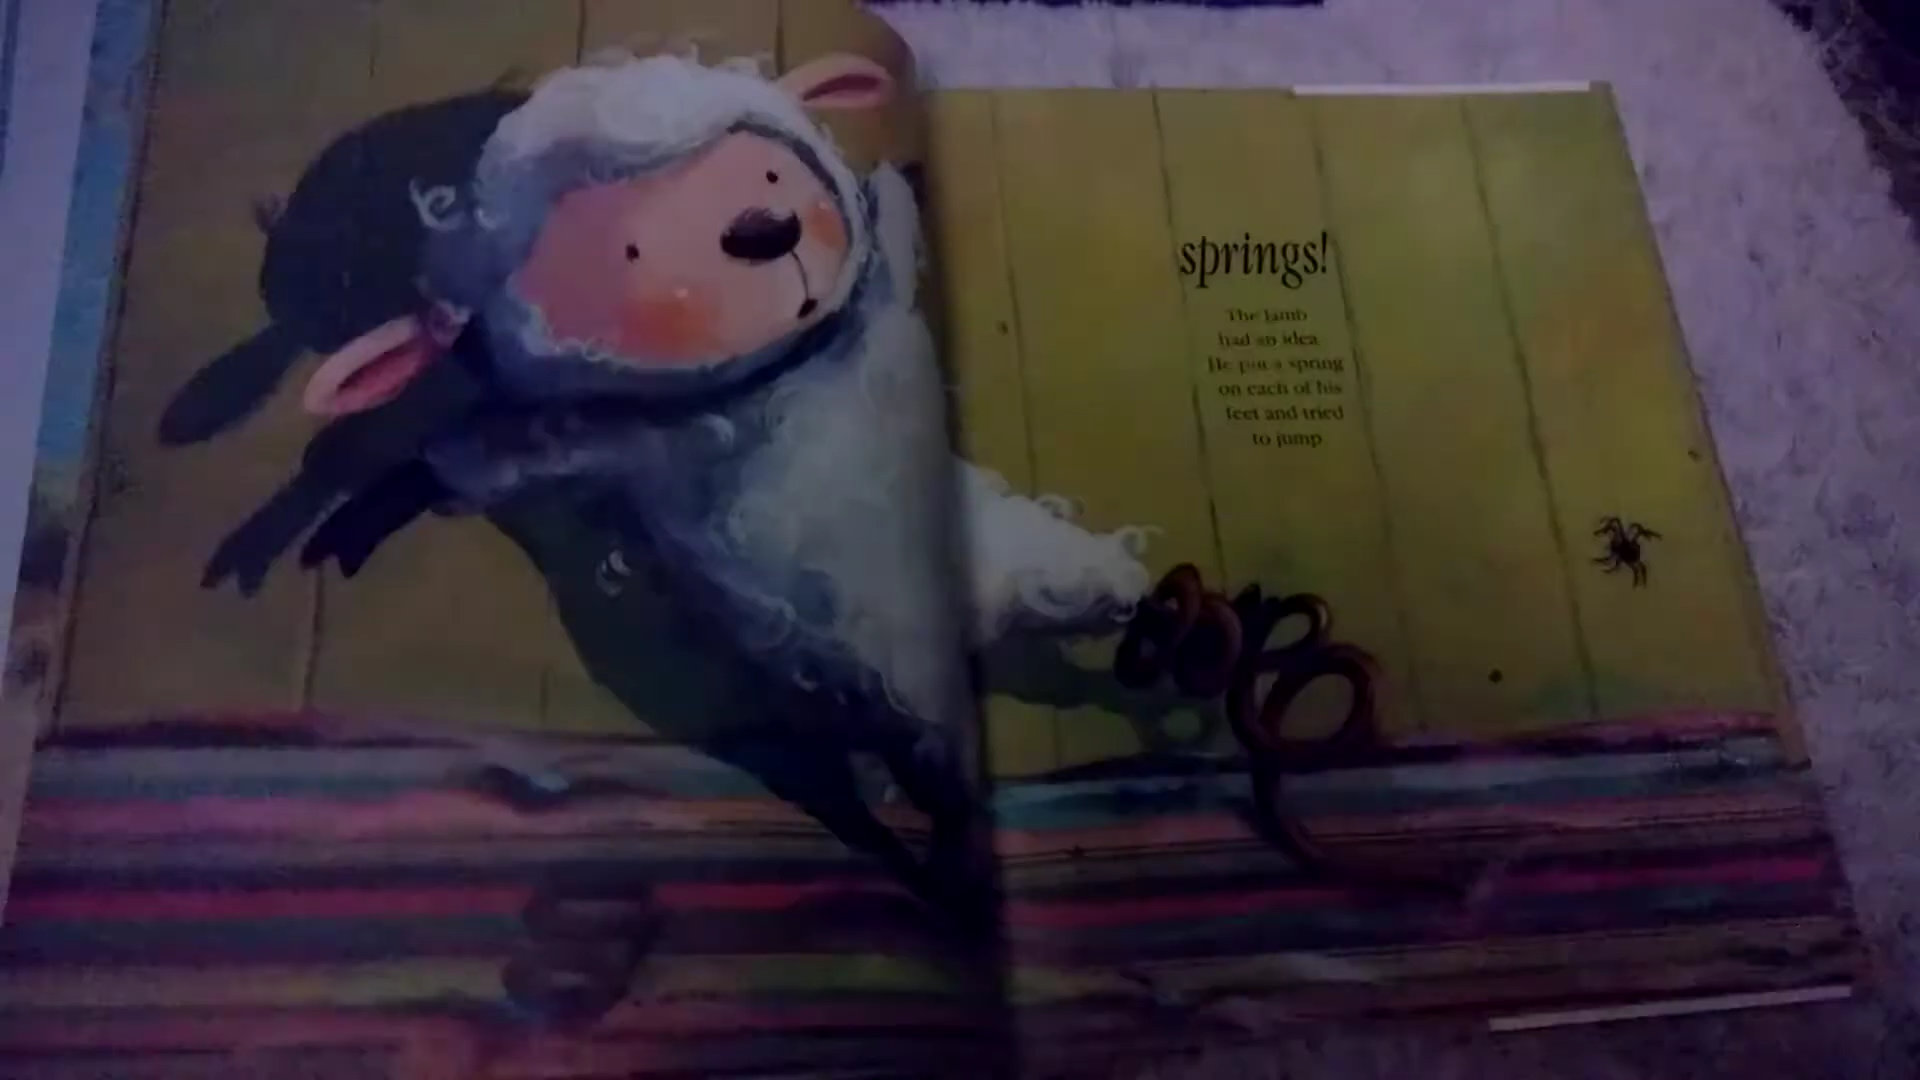 springs!
The lamb
had an idea.
He put a spring
on each of his
feet and tried
to jump